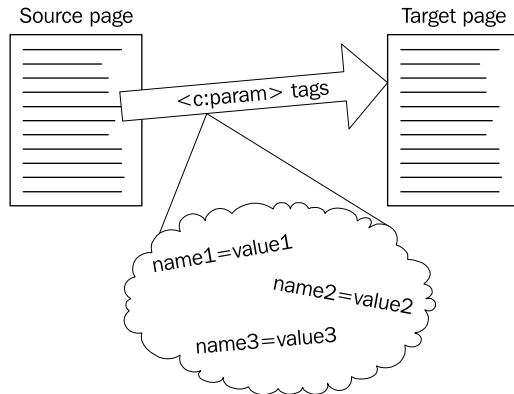 Source page
Target page
<c:param> tags
name1=value1
name2=value2
name3=value3